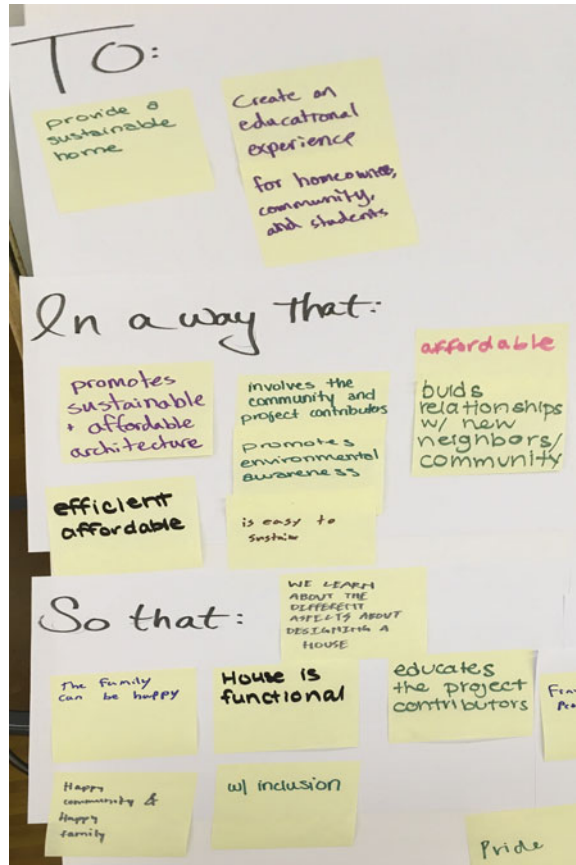 To:
provide a
sustainable
home
Create an
educational
experience
for homeowner,
community,
and students
In a way that:
promotes
sustainable
+ affordable
architecture
involves the
community and
project contributors
promotes
environmental
awareness
affordable
builds
relationships
w/ new
neighbors/
community
efficient
affordable
is easy to
sustain
So that:
WE LEARN
ABOUT THE
DIFFERENT
ASPECTS ABOUT
DESIGNING A
HOUSE
The family
can be happy
House is
functional
educates
the project
contributors
Happy
community &
Happy
family
w/ inclusion
Pride